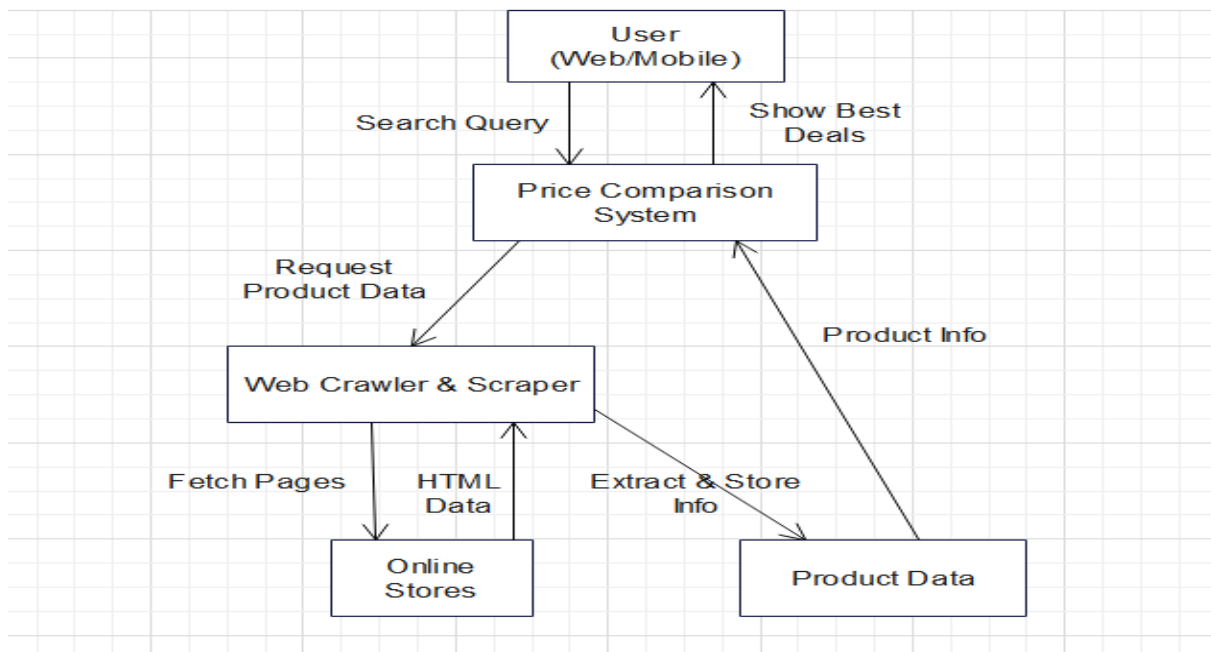 User
(Web/Mobile)
Search Query
Show Best
Deals
Price Comparison
System
Request
Product Data
Product Info
Web Crawler & Scraper
Fetch Pages
HTML
Data
Extract & Store
Info
Online
Stores
Product Data